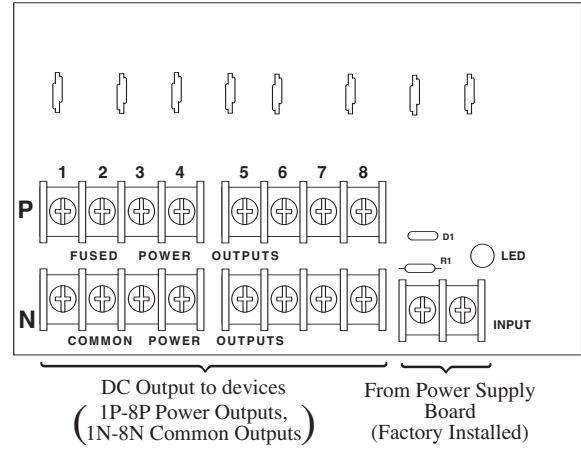 1 2 3 4 5 6 7 8
P
FUSED POWER OUTPUTS
D1
R1
LED
N
INPUT
COMMON POWER OUTPUTS
DC Output to devices
(1P-8P Power Outputs,
1N-8N Common Outputs)
From Power Supply
Board
(Factory Installed)